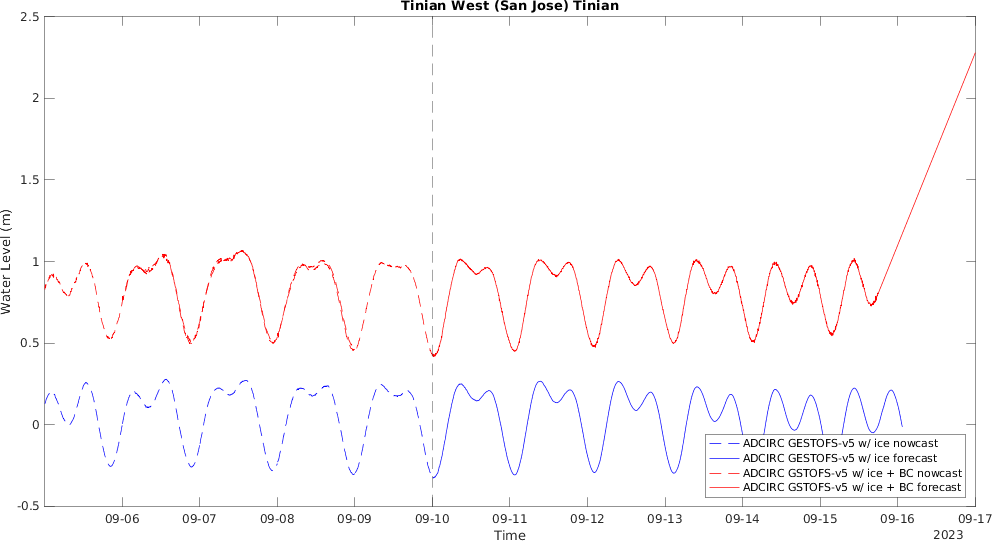 Tinian West (San Jose) Tinian
2.5
2
1.5
1
0.5
0
-0.5
Water Level (m)
ADCIRC GESTOFS-v5 w/ ice nowcast
ADCIRC GESTOFS-v5 w/ ice forecast
ADCIRC GSTOFS-v5 w/ ice + BC nowcast
ADCIRC GSTOFS-v5 w/ ice + BC forecast
09-06 09-07 09-08 09-09 09-10 09-11 09-12 09-13 09-14 09-15 09-16 09-17
Time
2023